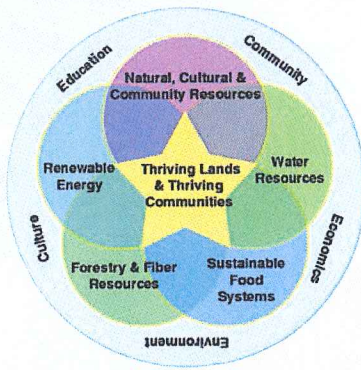 Education
Community
Natural, Cultural &
Community Resources
Renewable
Energy
Thriving Lands
& Thriving
Communities
Water
Resources
Culture
Economics
Forestry & Fiber
Resources
Sustainable
Food
Systems
Environment